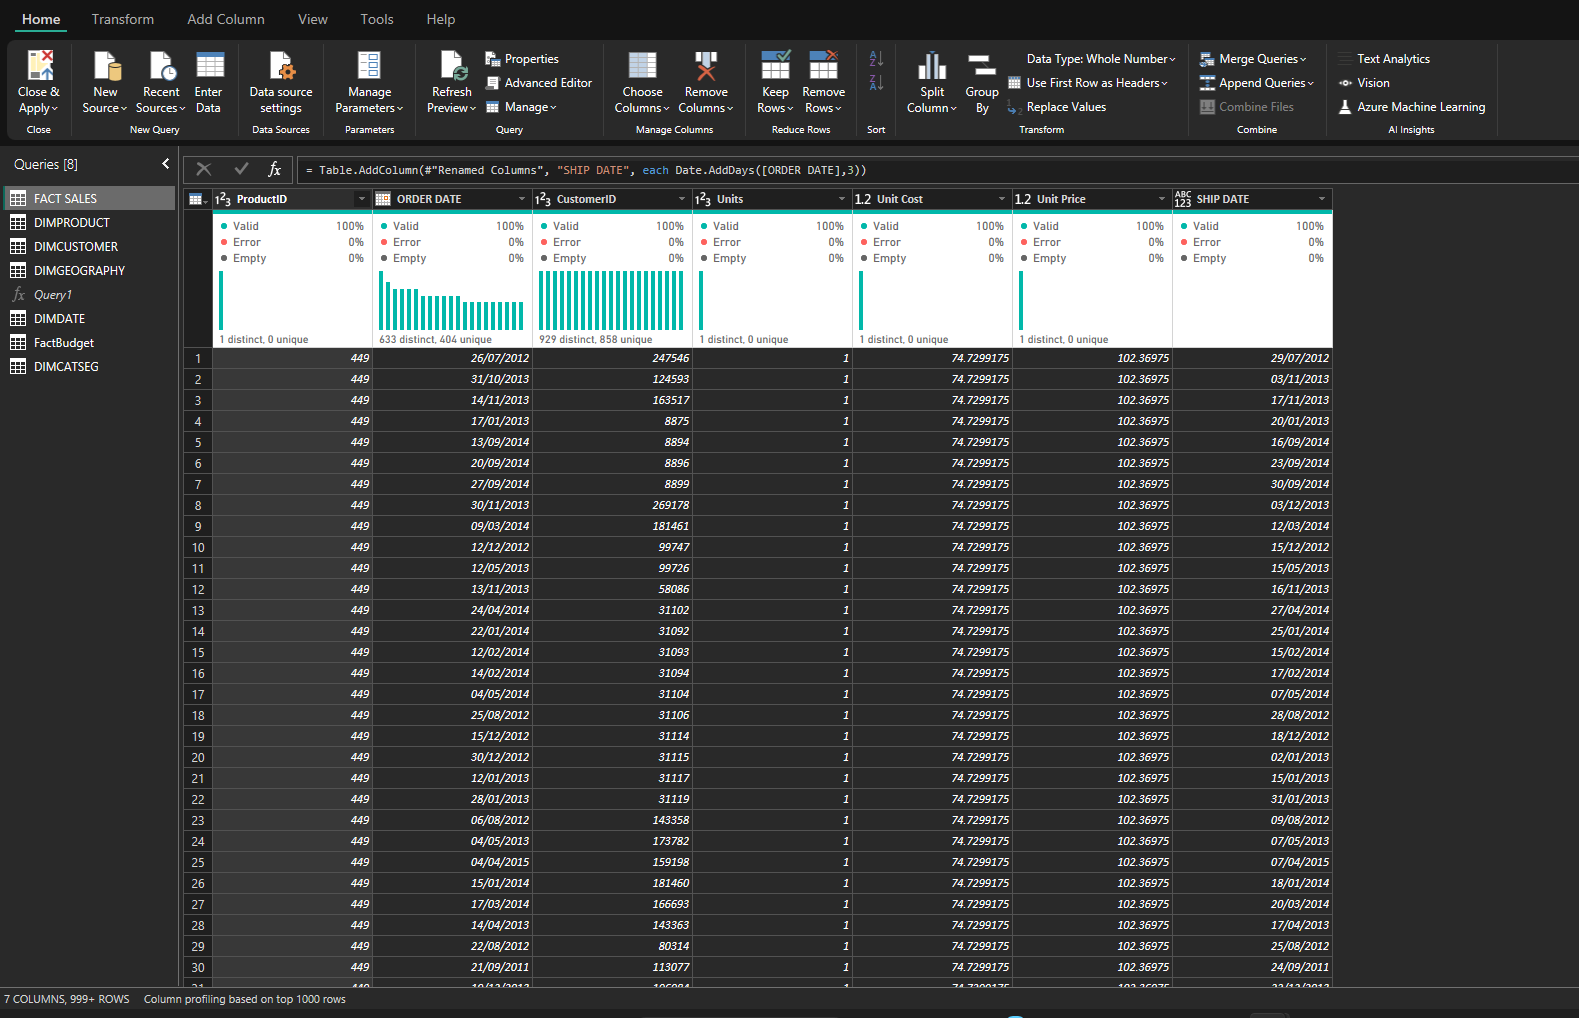 Home Transform Add Column View Tools Help
Close & Apply
Close
New Source
Recent Sources
Enter Data
New Query
Data source settings
Data Sources
Manage Parameters
Parameters
Refresh Preview
Properties
Advanced Editor
Manage
Query
Choose Columns
Remove Columns
Manage Columns
Keep Rows
Remove Rows
Reduce Rows
Sort
Split Column
Group By
Data Type: Whole Number
Use First Row as Headers
Replace Values
Transform
Merge Queries
Append Queries
Combine Files
Combine
Text Analytics
Vision
Azure Machine Learning
AI Insights
Queries [8]
FACT SALES
DIMPRODUCT
DIMCUSTOMER
DIMGEOGRAPHY
fx Query1
DIMDATE
FactBudget
DIMCATSEG
fx = Table.AddColumn(#"Renamed Columns", "SHIP DATE", each Date.AddDays([ORDER DATE],3))
123 ProductID ORDER DATE 123 CustomerID 123 Units 1.2 Unit Cost 1.2 Unit Price ABC 123 SHIP DATE
Valid 100% Valid 100% Valid 100% Valid 100% Valid 100% Valid 100% Valid 100%
Error 0% Error 0% Error 0% Error 0% Error 0% Error 0% Error 0%
Empty 0% Empty 0% Empty 0% Empty 0% Empty 0% Empty 0% Empty 0%
1 distinct, 0 unique 633 distinct, 404 unique 929 distinct, 858 unique 1 distinct, 0 unique 1 distinct, 0 unique 1 distinct, 0 unique
1 449 26/07/2012 247546 1 74.7299175 102.36975 29/07/2012
2 449 31/10/2013 124593 1 74.7299175 102.36975 03/11/2013
3 449 14/11/2013 163517 1 74.7299175 102.36975 17/11/2013
4 449 17/01/2013 8875 1 74.7299175 102.36975 20/01/2013
5 449 13/09/2014 8894 1 74.7299175 102.36975 16/09/2014
6 449 20/09/2014 8896 1 74.7299175 102.36975 23/09/2014
7 449 27/09/2014 8899 1 74.7299175 102.36975 30/09/2014
8 449 30/11/2013 269178 1 74.7299175 102.36975 03/12/2013
9 449 09/03/2014 181461 1 74.7299175 102.36975 12/03/2014
10 449 12/12/2012 99747 1 74.7299175 102.36975 15/12/2012
11 449 12/05/2013 99726 1 74.7299175 102.36975 15/05/2013
12 449 13/11/2013 58086 1 74.7299175 102.36975 16/11/2013
13 449 24/04/2014 31102 1 74.7299175 102.36975 27/04/2014
14 449 22/01/2014 31092 1 74.7299175 102.36975 25/01/2014
15 449 12/02/2014 31093 1 74.7299175 102.36975 15/02/2014
16 449 14/02/2014 31094 1 74.7299175 102.36975 17/02/2014
17 449 04/05/2014 31104 1 74.7299175 102.36975 07/05/2014
18 449 25/08/2012 31106 1 74.7299175 102.36975 28/08/2012
19 449 15/12/2012 31114 1 74.7299175 102.36975 18/12/2012
20 449 30/12/2012 31115 1 74.7299175 102.36975 02/01/2013
21 449 12/01/2013 31117 1 74.7299175 102.36975 15/01/2013
22 449 28/01/2013 31119 1 74.7299175 102.36975 31/01/2013
23 449 06/08/2012 143358 1 74.7299175 102.36975 09/08/2012
24 449 04/05/2013 173782 1 74.7299175 102.36975 07/05/2013
25 449 04/04/2015 159198 1 74.7299175 102.36975 07/04/2015
26 449 15/01/2014 181460 1 74.7299175 102.36975 18/01/2014
27 449 17/03/2014 166693 1 74.7299175 102.36975 20/03/2014
28 449 14/04/2013 143363 1 74.7299175 102.36975 17/04/2013
29 449 22/08/2012 80314 1 74.7299175 102.36975 25/08/2012
30 449 21/09/2011 113077 1 74.7299175 102.36975 24/09/2011
7 COLUMNS, 999+ ROWS Column profiling based on top 1000 rows